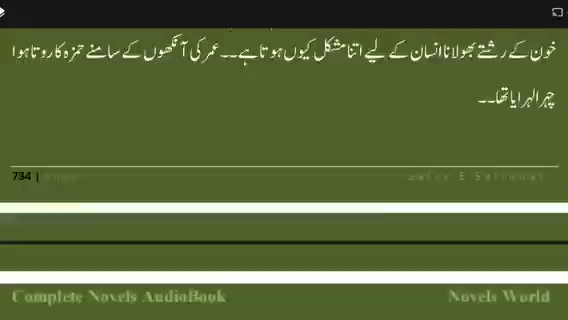 خون کے رشتے بھولانا انسان کے لیے اتنا مشکل کیوں ہوتا ہے۔۔ عمر کی آنکھوں کے سامنے حمزہ کا روتا ہوا
چہرا لہرایا تھا۔۔
734 |
Complete Novels AudioBook Novels World